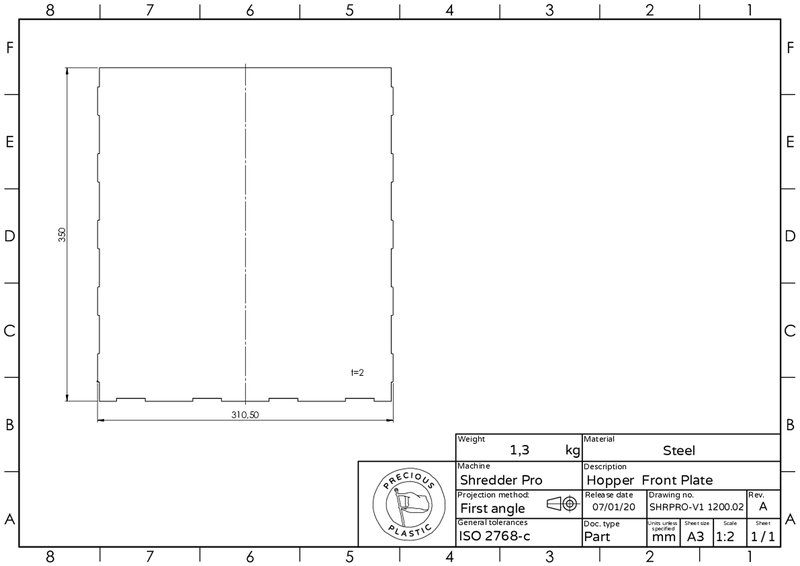 8 7 6 5 4 3 2 1
F F
E E
D D
C C
B B
A A
350
t=2
310,50
Weight
1,3 kg
Material
Steel
Machine
Shredder Pro
Description
Hopper Front Plate
Projection method:
First angle
Release date
07/01/20
Drawing no.
SHRPRO-V1 1200.02
Rev.
A
General tolerances
ISO 2768-c
Doc. type
Part
Units unless
specified
mm
Sheet size
A3
Scale
1:2
Sheet
1 / 1
PRECIOUS
PLASTIC
8 7 6 5 4 3 2 1